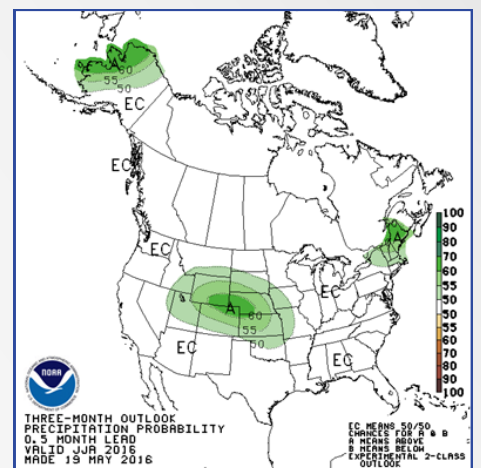 A
60
55
50
EC
EC
EC
A
A
60
55
50
EC
EC
EC
100
90
80
70
60
55
50
50
55
60
70
80
90
100
NOAA
THREE-MONTH OUTLOOK
PRECIPITATION PROBABILITY
0.5 MONTH LEAD
VALID JJA 2016
MADE 19 MAY 2016
EC MEANS 50/50
CHANCES FOR A & B
A MEANS ABOVE
B MEANS BELOW
EXPERIMENTAL 2-CLASS
OUTLOOK